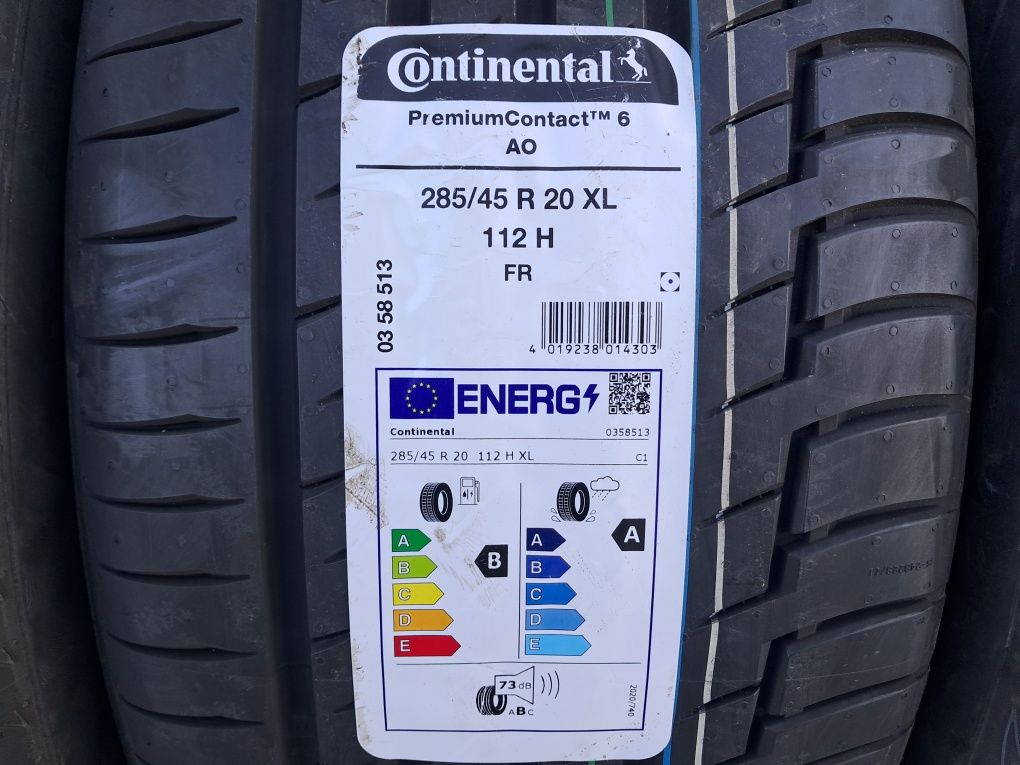 Continental
PremiumContact™ 6
AO
285/45 R 20 XL
112 H
FR
03 58 513
4 019238 014303
ENERG
Continental 0358513
285/45 R 20 112 H XL C1
A
B
C
D
E
B
A
B
C
D
E
A
73 dB
ABC
2020/740